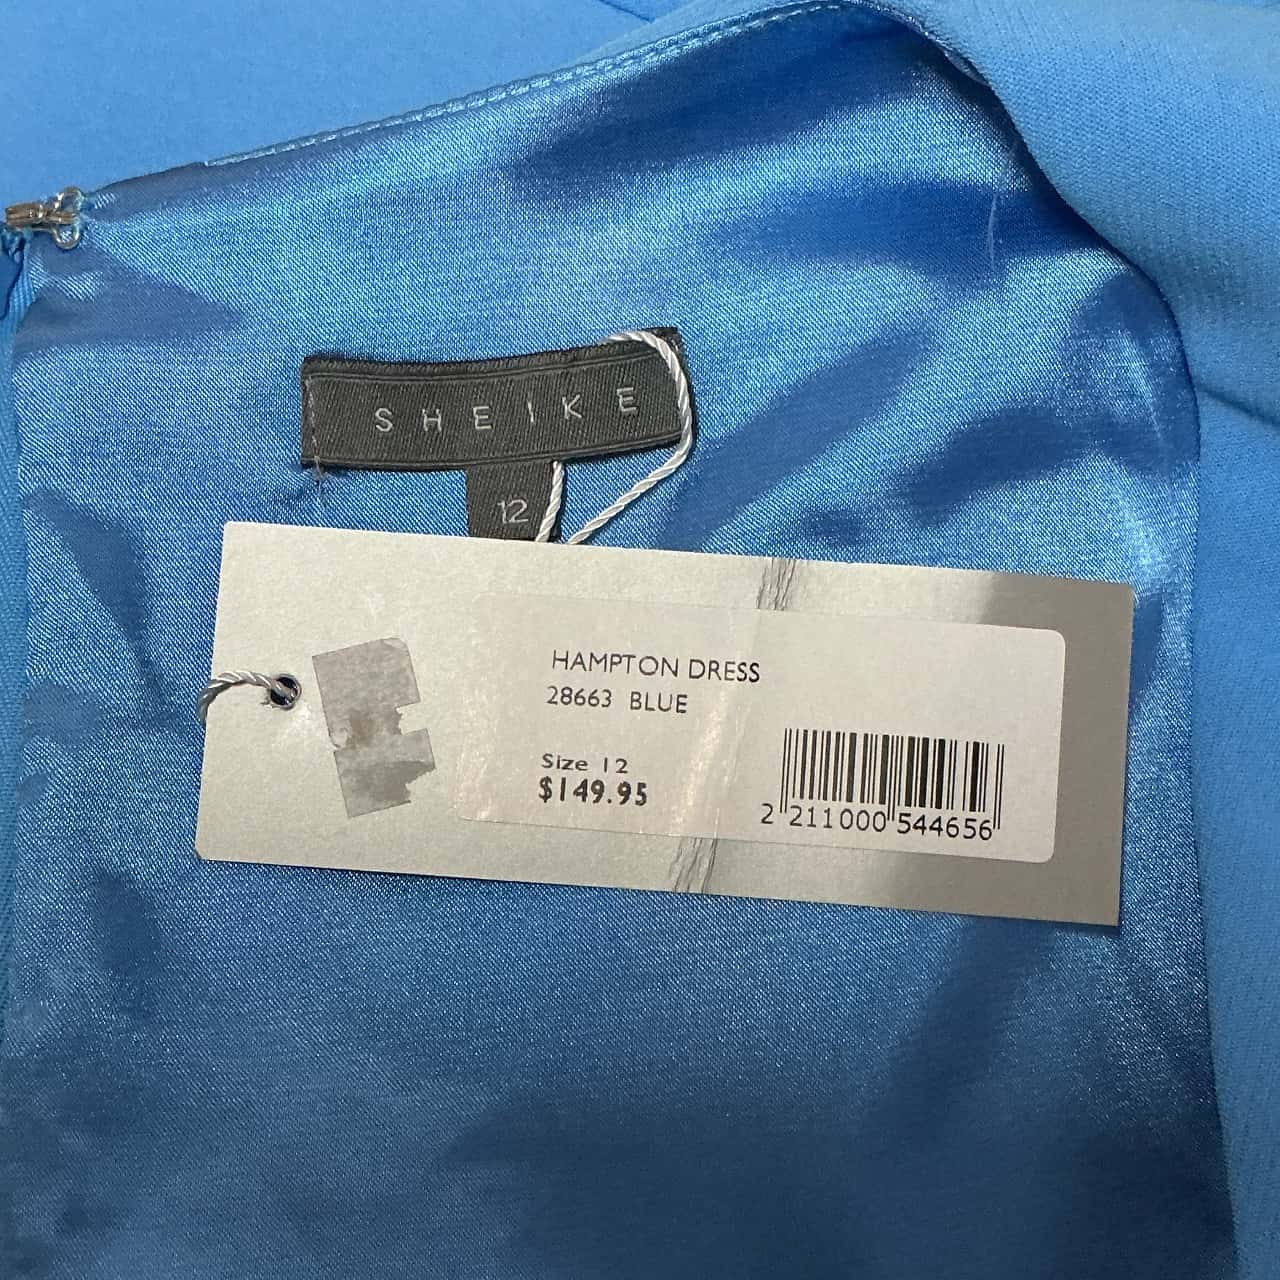 SHEIKE
12
HAMPTON DRESS
28663 BLUE
Size 12
$149.95
2 211000 544656